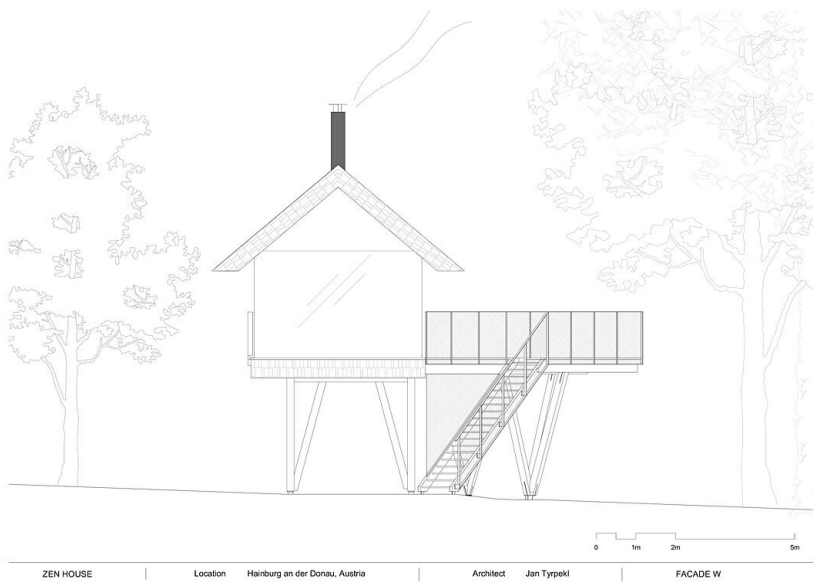 0 1m 2m 5m
ZEN HOUSE Location Hainburg an der Donau, Austria Architect Jan Tyrpekl FACADE W